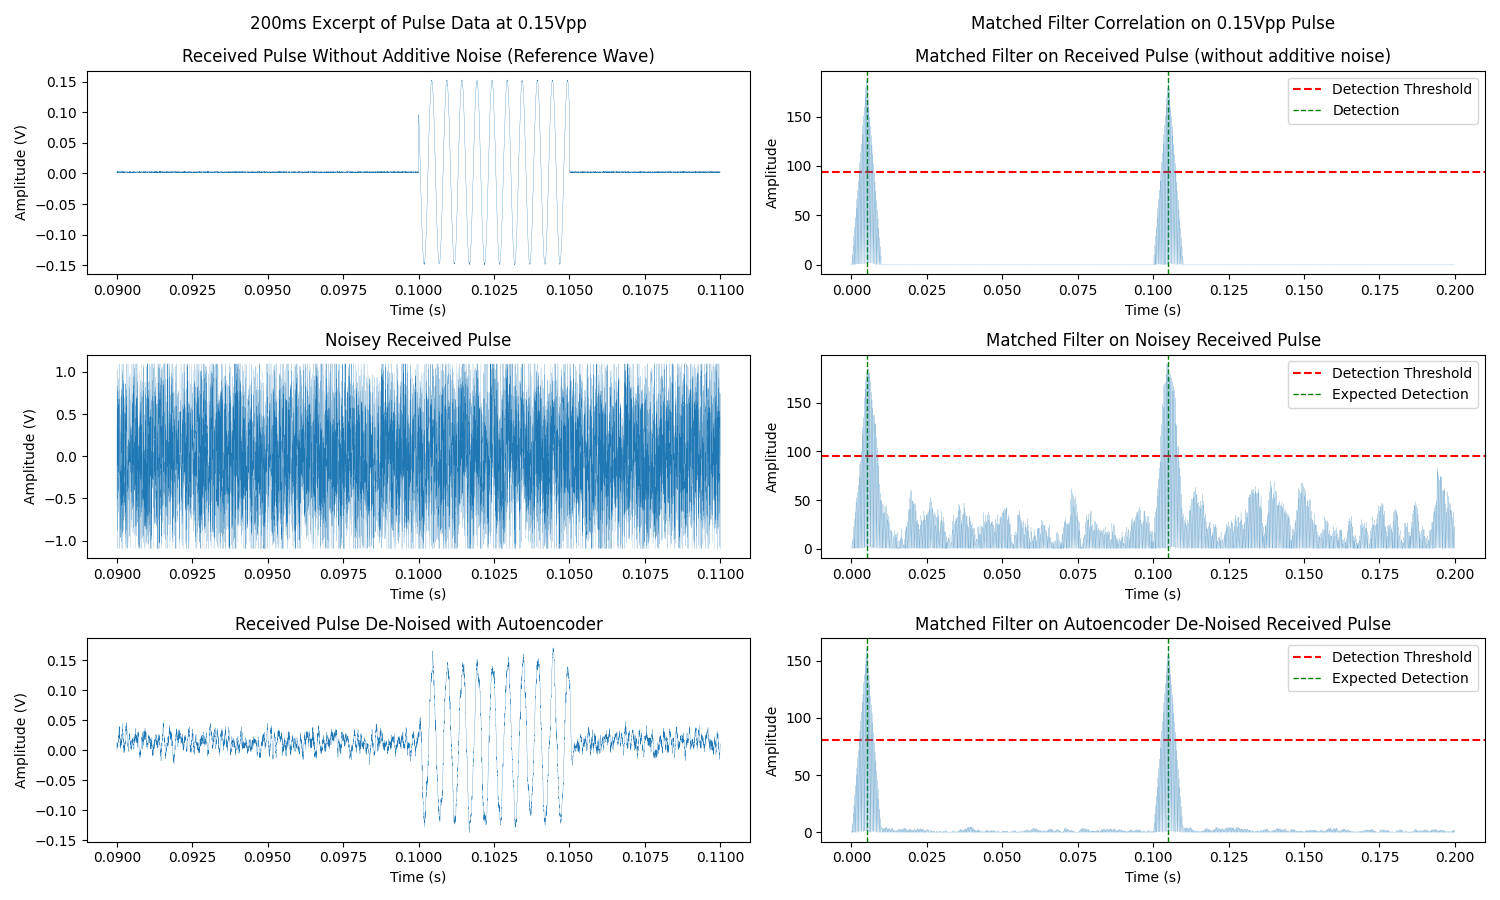 200ms Excerpt of Pulse Data at 0.15Vpp
Received Pulse Without Additive Noise (Reference Wave)
Amplitude (V)
0.15
0.10
0.05
0.00
−0.05
−0.10
−0.15
0.0900 0.0925 0.0950 0.0975 0.1000 0.1025 0.1050 0.1075 0.1100
Time (s)
Matched Filter Correlation on 0.15Vpp Pulse
Matched Filter on Received Pulse (without additive noise)
Amplitude
150
100
50
0
Detection Threshold
Detection
0.000 0.025 0.050 0.075 0.100 0.125 0.150 0.175 0.200
Time (s)
Noisey Received Pulse
Amplitude (V)
1.0
0.5
0.0
−0.5
−1.0
0.0900 0.0925 0.0950 0.0975 0.1000 0.1025 0.1050 0.1075 0.1100
Time (s)
Matched Filter on Noisey Received Pulse
Amplitude
150
100
50
0
Detection Threshold
Expected Detection
0.000 0.025 0.050 0.075 0.100 0.125 0.150 0.175 0.200
Time (s)
Received Pulse De-Noised with Autoencoder
Amplitude (V)
0.15
0.10
0.05
0.00
−0.05
−0.10
−0.15
0.0900 0.0925 0.0950 0.0975 0.1000 0.1025 0.1050 0.1075 0.1100
Time (s)
Matched Filter on Autoencoder De-Noised Received Pulse
Amplitude
150
100
50
0
Detection Threshold
Expected Detection
0.000 0.025 0.050 0.075 0.100 0.125 0.150 0.175 0.200
Time (s)